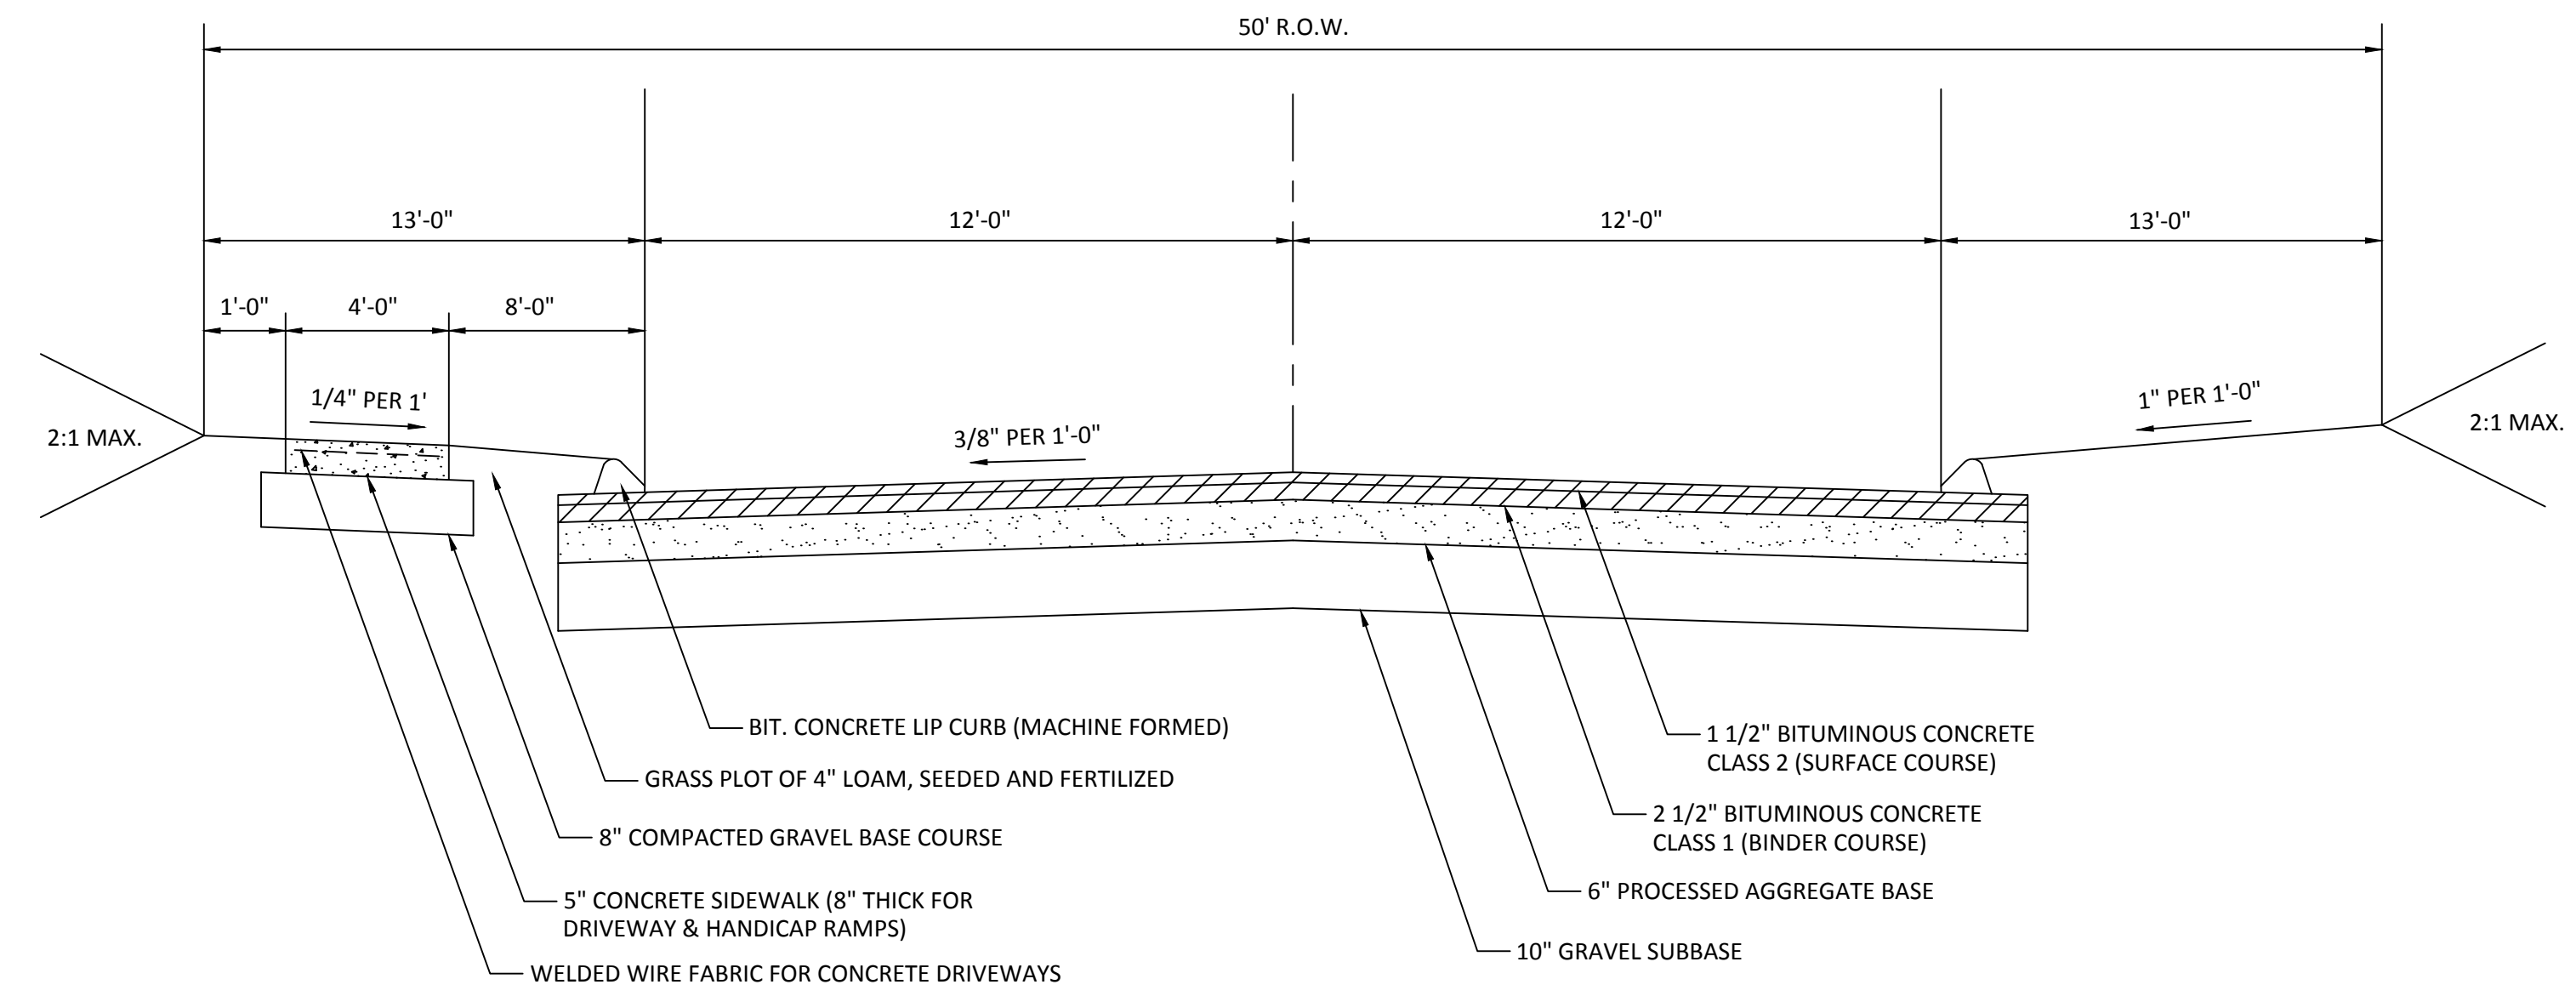 50' R.O.W.
13'-0"
12'-0"
12'-0"
13'-0"
1'-0"
4'-0"
8'-0"
1/4" PER 1'
3/8" PER 1'-0"
1" PER 1'-0"
2:1 MAX.
2:1 MAX.
BIT. CONCRETE LIP CURB (MACHINE FORMED)
GRASS PLOT OF 4" LOAM, SEEDED AND FERTILIZED
8" COMPACTED GRAVEL BASE COURSE
5" CONCRETE SIDEWALK (8" THICK FOR
DRIVEWAY & HANDICAP RAMPS)
WELDED WIRE FABRIC FOR CONCRETE DRIVEWAYS
1 1/2" BITUMINOUS CONCRETE
CLASS 2 (SURFACE COURSE)
2 1/2" BITUMINOUS CONCRETE
CLASS 1 (BINDER COURSE)
6" PROCESSED AGGREGATE BASE
10" GRAVEL SUBBASE